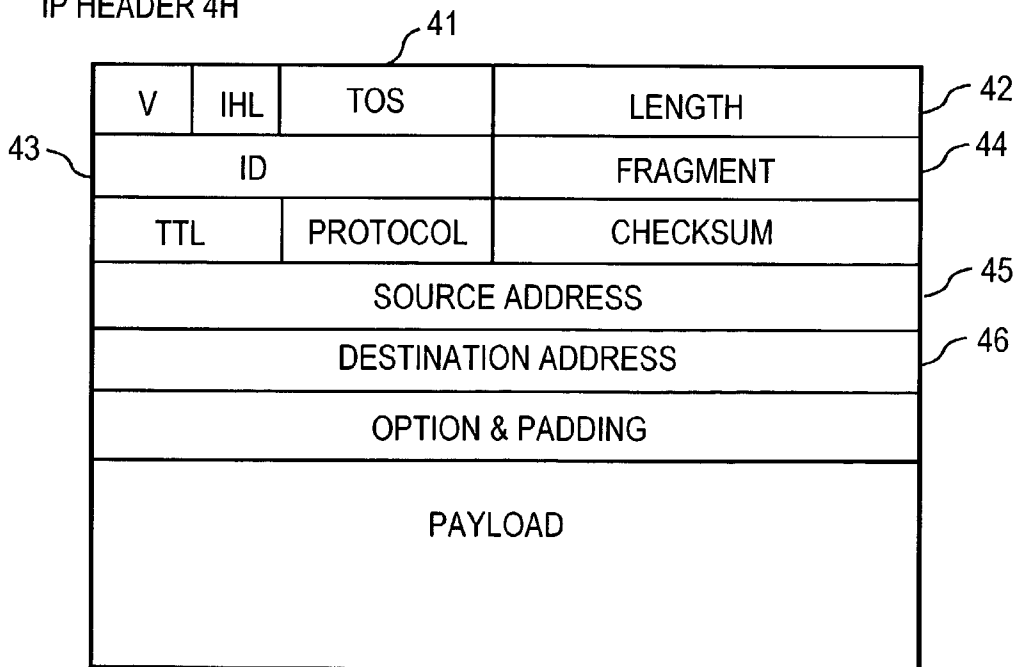 IP HEADER 4H
41
V IHL TOS LENGTH 42
43 ID FRAGMENT 44
TTL PROTOCOL CHECKSUM
SOURCE ADDRESS 45
DESTINATION ADDRESS 46
OPTION & PADDING
PAYLOAD